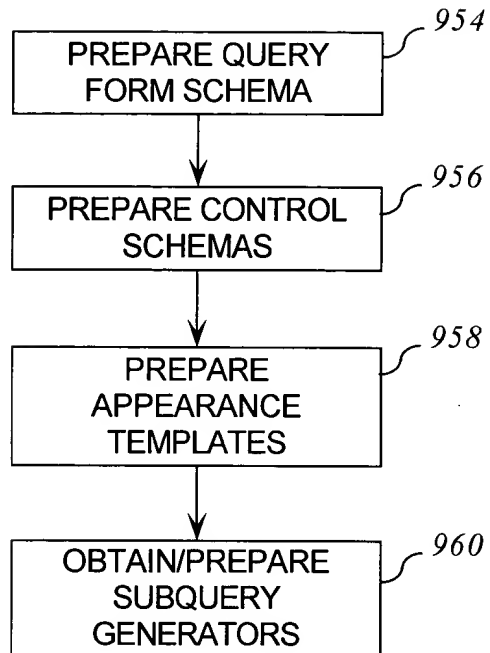 954
PREPARE QUERY
FORM SCHEMA
956
PREPARE CONTROL
SCHEMAS
958
PREPARE
APPEARANCE
TEMPLATES
960
OBTAIN/PREPARE
SUBQUERY
GENERATORS